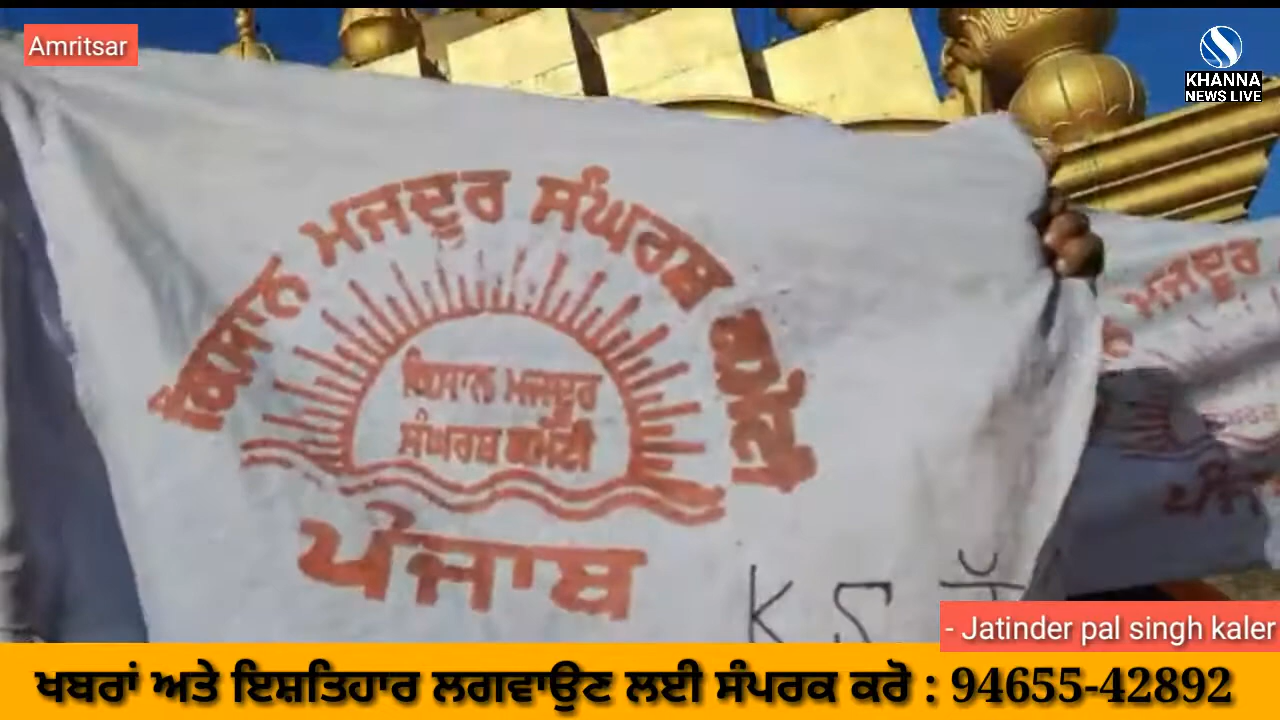 Amritsar
KHANNA
NEWS LIVE
ਕਿਸਾਨ ਮਜਦੂਰ ਸੰਘਰਸ਼ ਕਮੇਟੀ
ਕਿਸਾਨ ਮਜਦੂਰ
ਸੰਘਰਸ਼ ਕਮੇਟੀ
ਪੰਜਾਬ
ਮਜਦੂਰ
K S
- Jatinder pal singh kaler
ਖਬਰਾਂ ਅਤੇ ਇਸ਼ਤਿਹਾਰ ਲਗਵਾਉਣ ਲਈ ਸੰਪਰਕ ਕਰੋ : 94655-42892